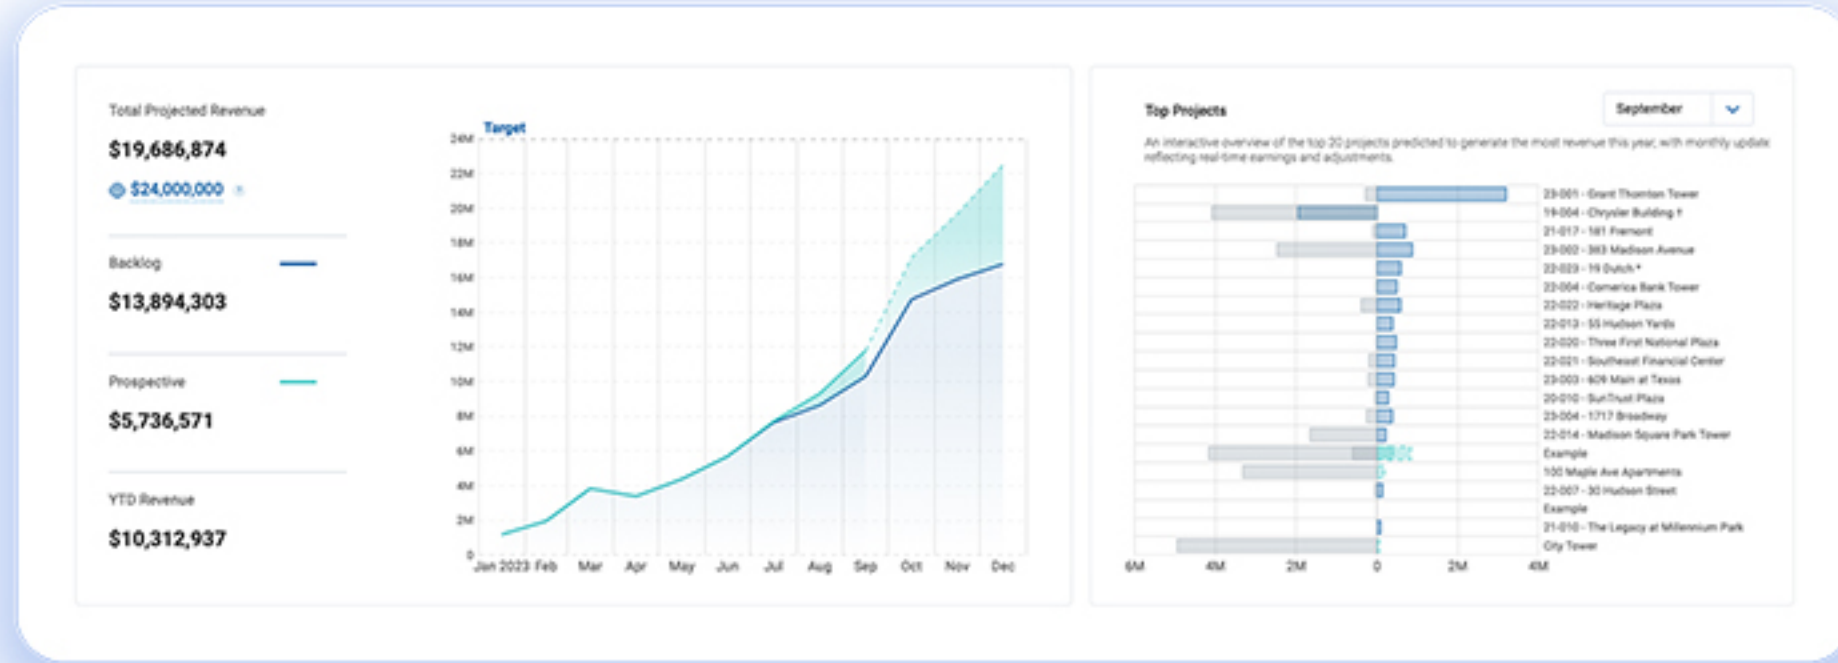 Total Projected Revenue
$19,686,874
$24,000,000
Backlog
$13,894,303
Prospective
$5,736,571
YTD Revenue
$10,312,937
Target
24M
22M
20M
18M
16M
14M
12M
10M
8M
6M
4M
2M
0
Jan 2023 Feb Mar Apr May Jun Jul Aug Sep Oct Nov Dec
Top Projects
September
An interactive overview of the top 20 projects predicted to generate the most revenue this year, with monthly update
reflecting real-time earnings and adjustments.
23-001 - Grant Thornton Tower
19-004 - Chrysler Building †
21-017 - 181 Fremont
23-002 - 383 Madison Avenue
22-023 - 19 Dutch *
22-004 - Comerica Bank Tower
22-022 - Heritage Plaza
22-013 - 55 Hudson Yards
22-020 - Three First National Plaza
22-021 - Southeast Financial Center
23-003 - 609 Main at Texas
20-010 - SunTrust Plaza
23-004 - 1717 Broadway
22-014 - Madison Square Park Tower
Example
100 Maple Ave Apartments
22-007 - 30 Hudson Street
Example
21-010 - The Legacy at Millennium Park
City Tower
6M 4M 2M 0 2M 4M